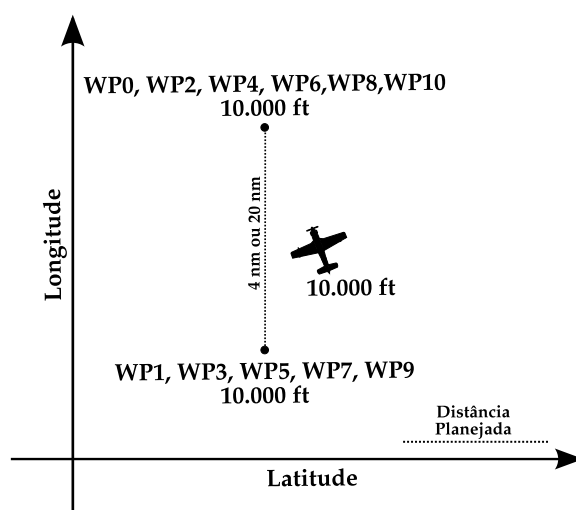 WP0, WP2, WP4, WP6,WP8,WP10
10.000 ft
Longitude
4 nm ou 20 nm
10.000 ft
WP1, WP3, WP5, WP7, WP9
10.000 ft
Distância
Planejada
Latitude